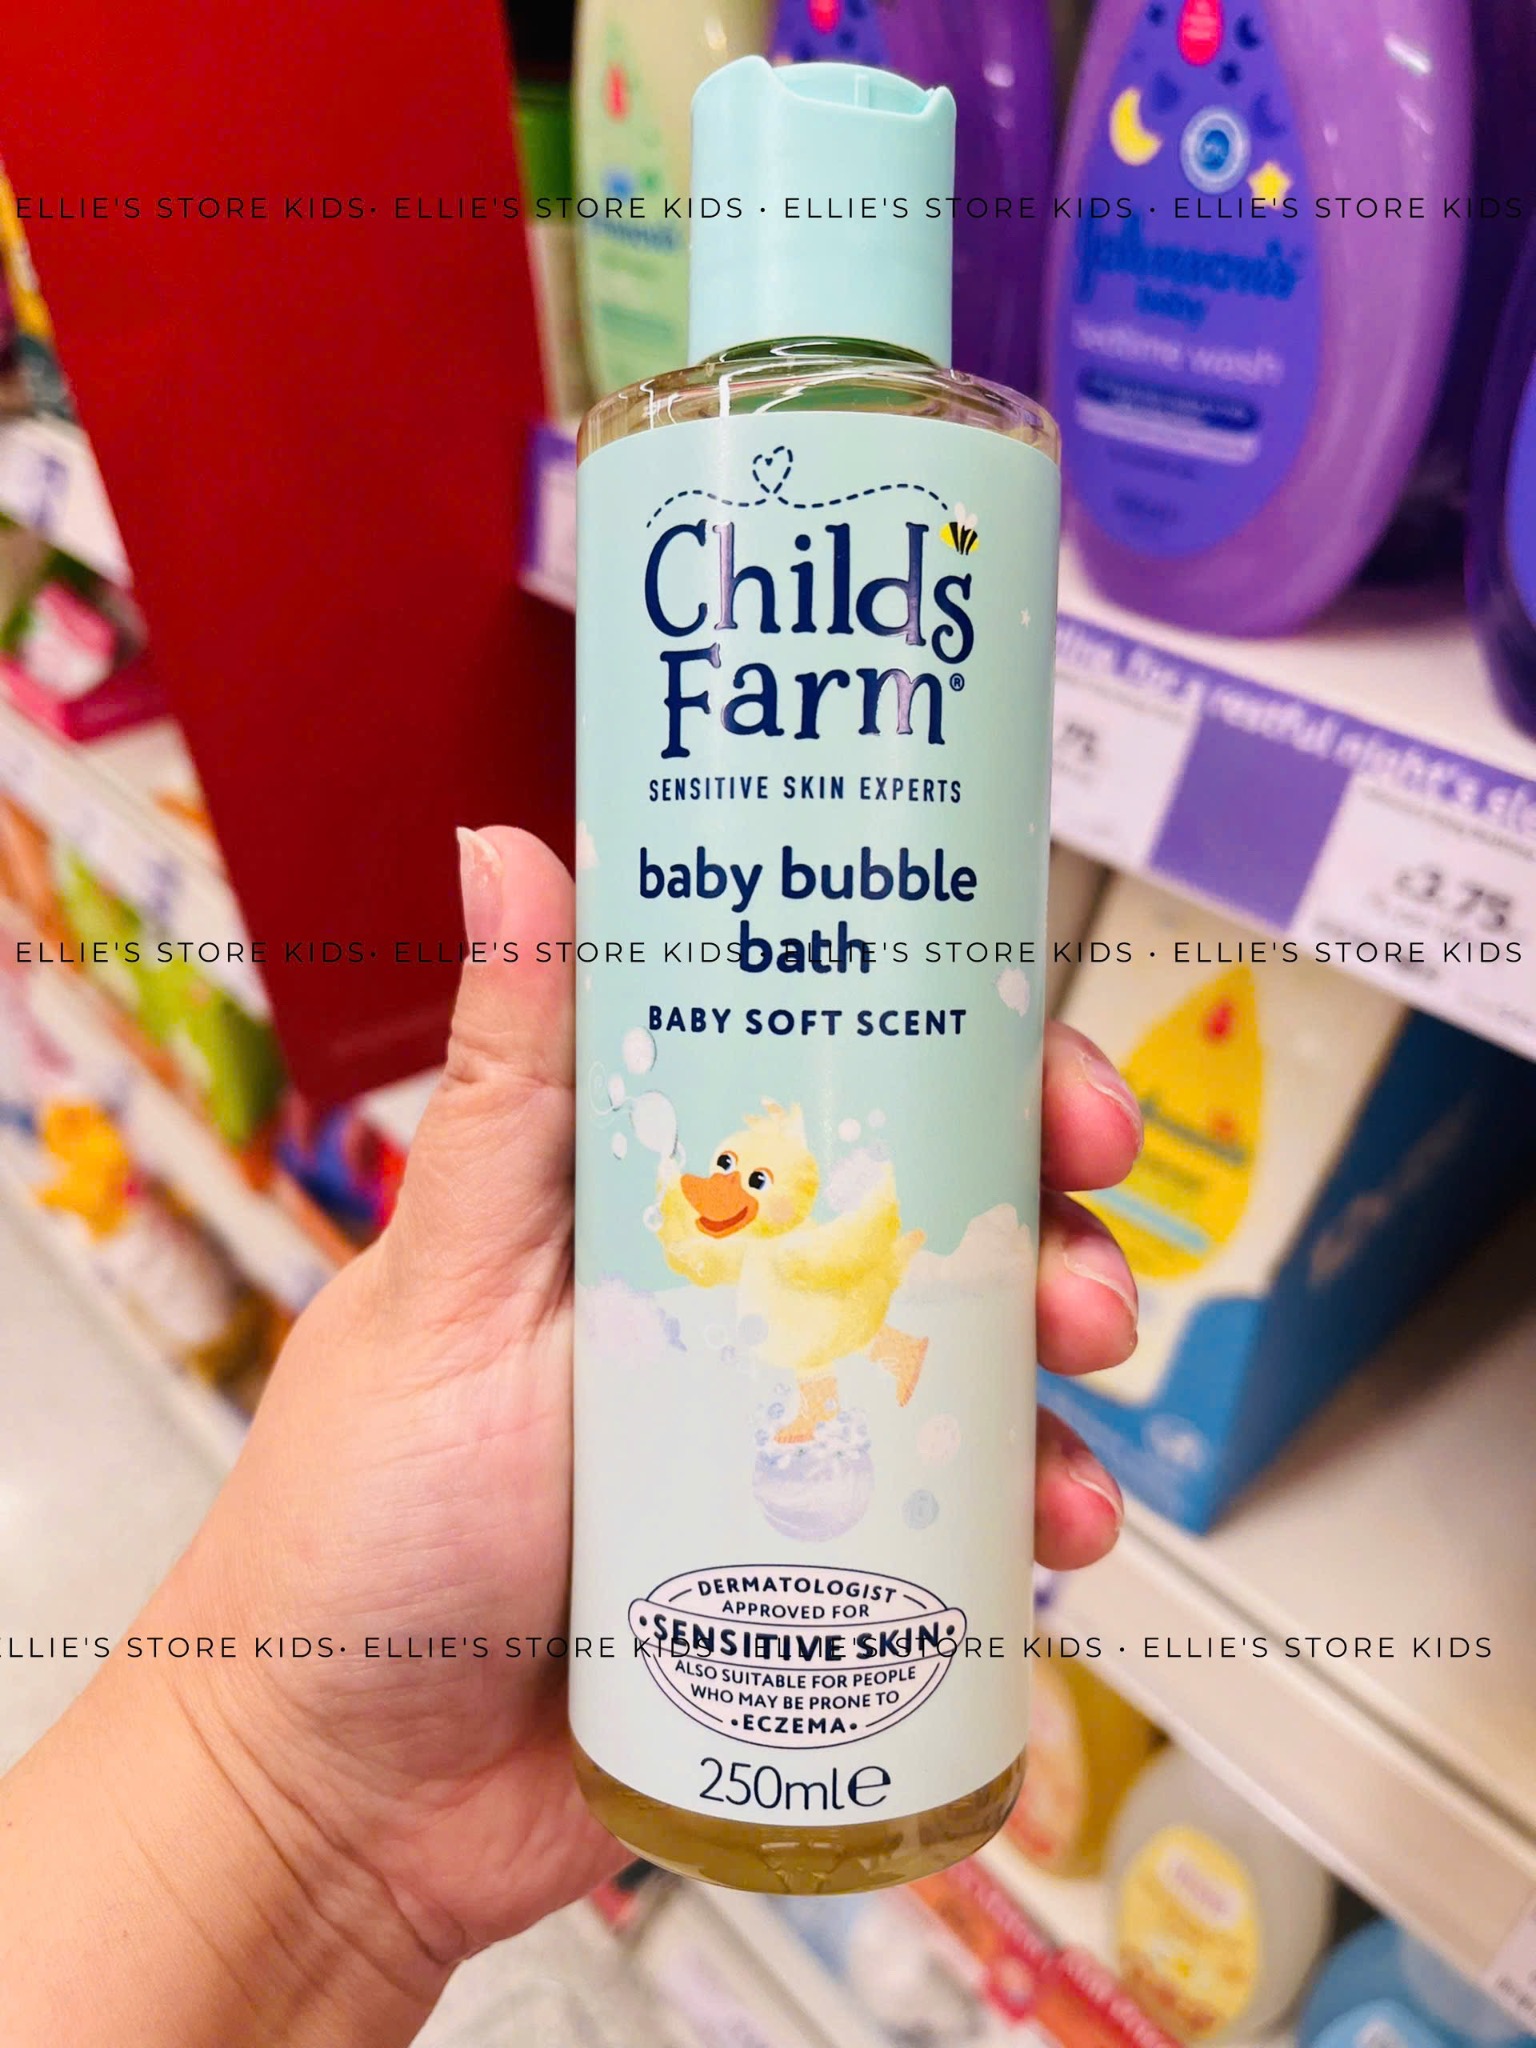 ELLIE'S STORE KIDS• ELLIE'S STORE KIDS • ELLIE'S STORE KIDS • ELLIE'S STORE KIDS
Johnson's
baby
bedtime wash
Childs
Farm®
SENSITIVE SKIN EXPERTS
restful night's
£3.75
baby bubble
bath
ELLIE'S STORE KIDS• ELLIE'S STORE KIDS • ELLIE'S STORE KIDS • ELLIE'S STORE KIDS
BABY SOFT SCENT
DERMATOLOGIST
APPROVED FOR
•SENSITIVE SKIN•
ELLIE'S STORE KIDS• ELLIE'S STORE KIDS • ELLIE'S STORE KIDS • ELLIE'S STORE KIDS
ALSO SUITABLE FOR PEOPLE
WHO MAY BE PRONE TO
•ECZEMA•
250ml℮